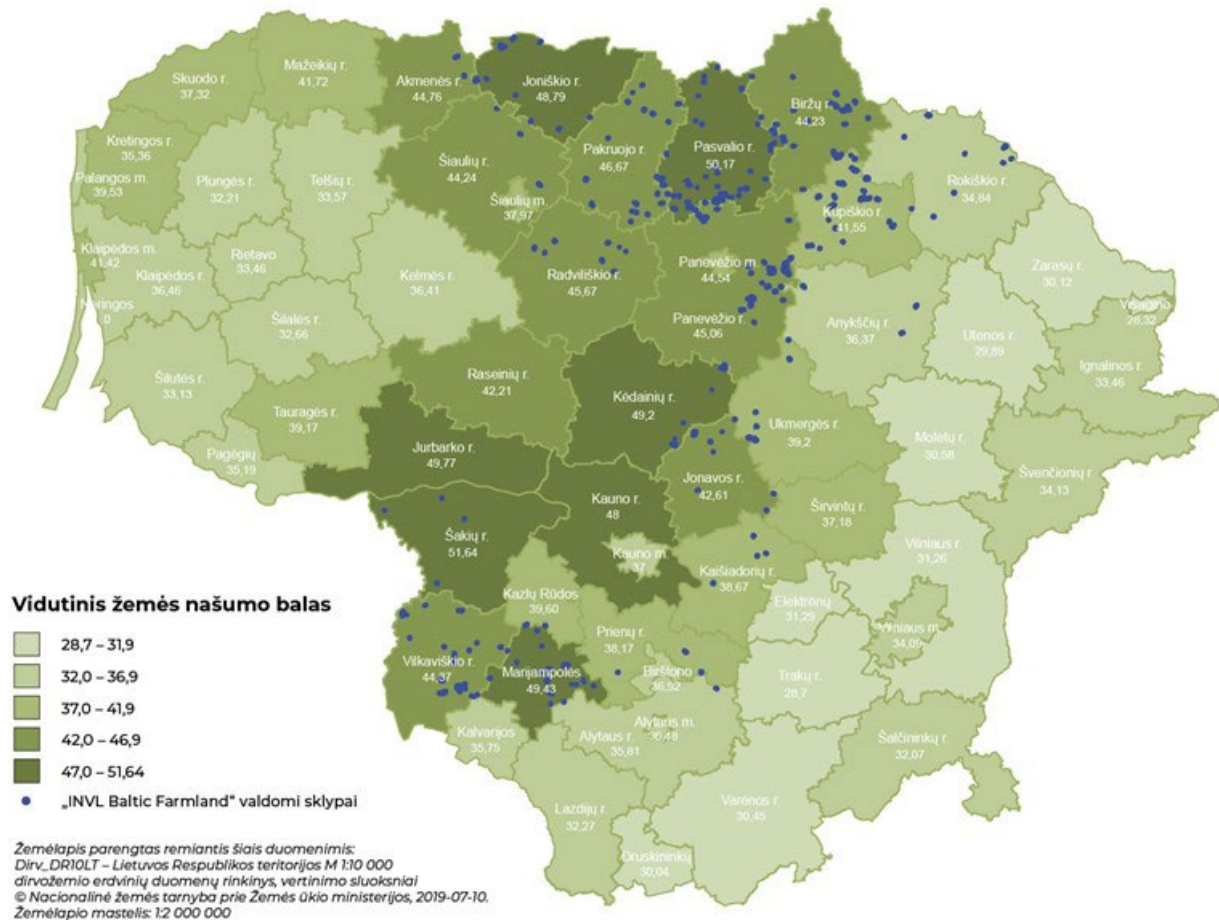 Skuodo r.
37,32
Mažeikių r.
41,72
Akmenės r.
44,76
Joniškio r.
48,79
Biržų r.
44,23
Kretingos r.
35,36
Palangos m.
39,53
Plungės r.
32,21
Telšių r.
33,57
Šiaulių r.
44,24
Šiaulių m.
37,97
Pakruojo r.
46,67
Pasvalio r.
50,17
Rokiškio r.
34,84
Kupiškio r.
41,55
Klaipėdos m.
41,42
Klaipėdos r.
36,46
Rietavo
33,46
Kelmės r.
36,41
Radviliškio r.
45,67
Panevėžio m.
44,54
Panevėžio r.
45,06
Zarasų r.
30,12
Visagino
28,32
Neringos
0
Šilalės r.
32,66
Anykščių r.
36,37
Utenos r.
29,89
Ignalinos r.
33,46
Šilutės r.
33,13
Raseinių r.
42,21
Kėdainių r.
49,2
Tauragės r.
39,17
Ukmergės r.
39,2
Molėtų r.
30,58
Pagėgių
35,19
Jurbarko r.
49,77
Jonavos r.
42,61
Švenčionių r.
34,13
Kauno r.
48
Širvintų r.
37,18
Šakių r.
51,64
Kauno m.
37
Vilniaus r.
31,26
Kaišiadorių r.
38,67
Kazlų Rūdos
39,60
Elektrėnų
31,29
Vilniaus m.
34,09
Prienų r.
38,17
Vilkaviškio r.
44,37
Marijampolės
49,43
Birštono
36,92
Trakų r.
28,7
Kalvarijos
35,75
Alytaus m.
Alytaus r.
35,81
Šalčininkų r.
32,07
Lazdijų r.
32,27
Varėnos r.
30,45
Druskininkų
30,04
Vidutinis žemės našumo balas
28,7 – 31,9
32,0 – 36,9
37,0 – 41,9
42,0 – 46,9
47,0 – 51,64
„INVL Baltic Farmland" valdomi sklypai
Žemėlapis parengtas remiantis šiais duomenimis:
Dirv_DR10LT – Lietuvos Respublikos teritorijos M 1:10 000
dirvožemio erdvinių duomenų rinkinys, vertinimo sluoksniai
© Nacionalinė žemės tarnyba prie Žemės ūkio ministerijos, 2019-07-10.
Žemėlapio mastelis: 1:2 000 000